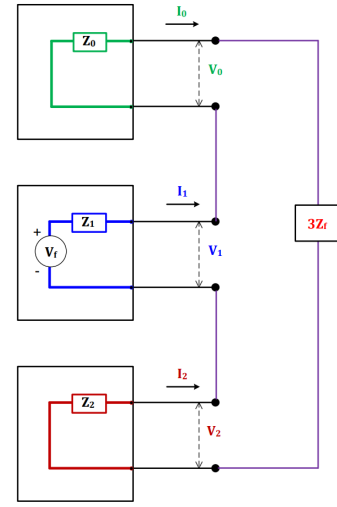 I₀
Z₀
V₀
I₁
Z₁
+
V_f
-
V₁
3Z_f
I₂
Z₂
V₂